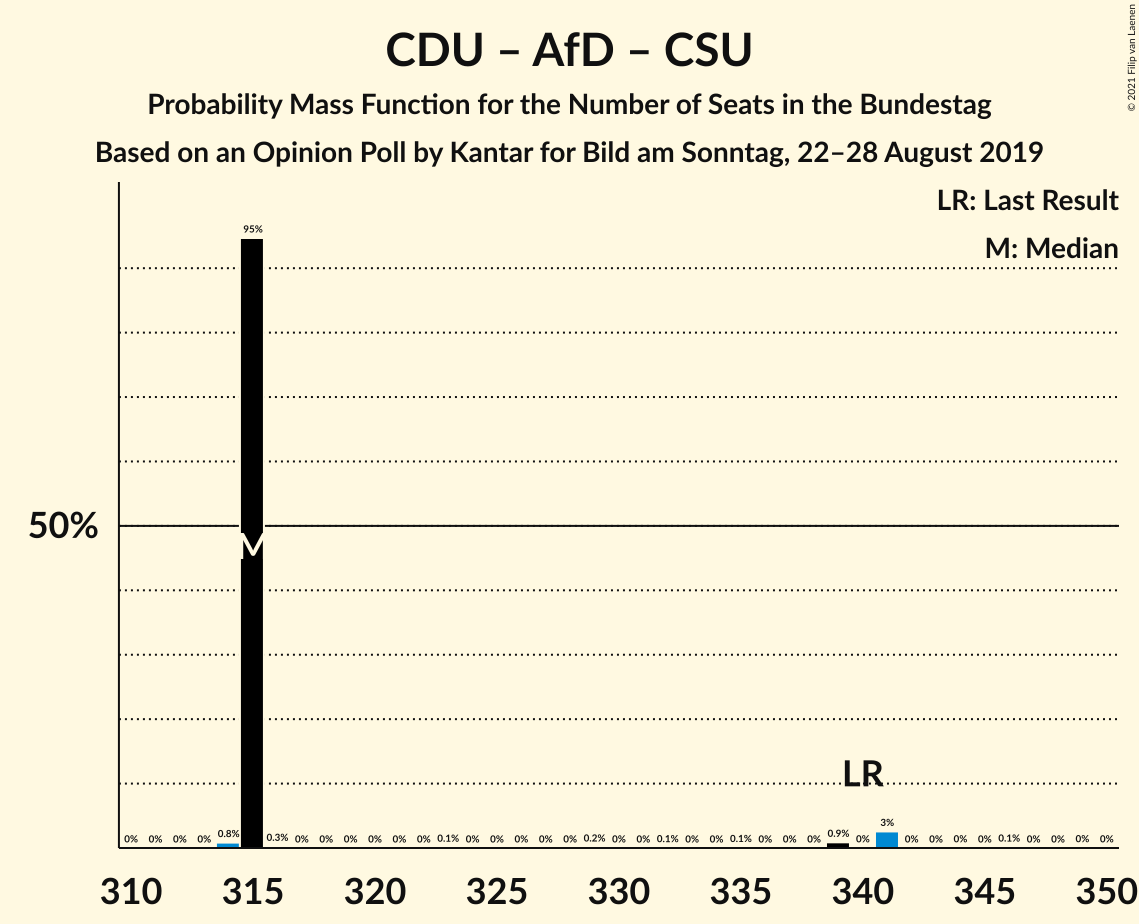 CDU – AfD – CSU
Probability Mass Function for the Number of Seats in the Bundestag
Based on an Opinion Poll by Kantar for Bild am Sonntag, 22–28 August 2019
© 2021 Filip van Laenen
LR: Last Result
M: Median
95%
50%
M
LR
0% 0% 0% 0% 0.8% 0.3% 0% 0% 0% 0% 0% 0% 0.1% 0% 0% 0% 0% 0% 0.2% 0% 0% 0.1% 0% 0% 0.1% 0% 0% 0% 0.9% 0% 3% 0% 0% 0% 0% 0.1% 0% 0% 0% 0%
310 315 320 325 330 335 340 345 350